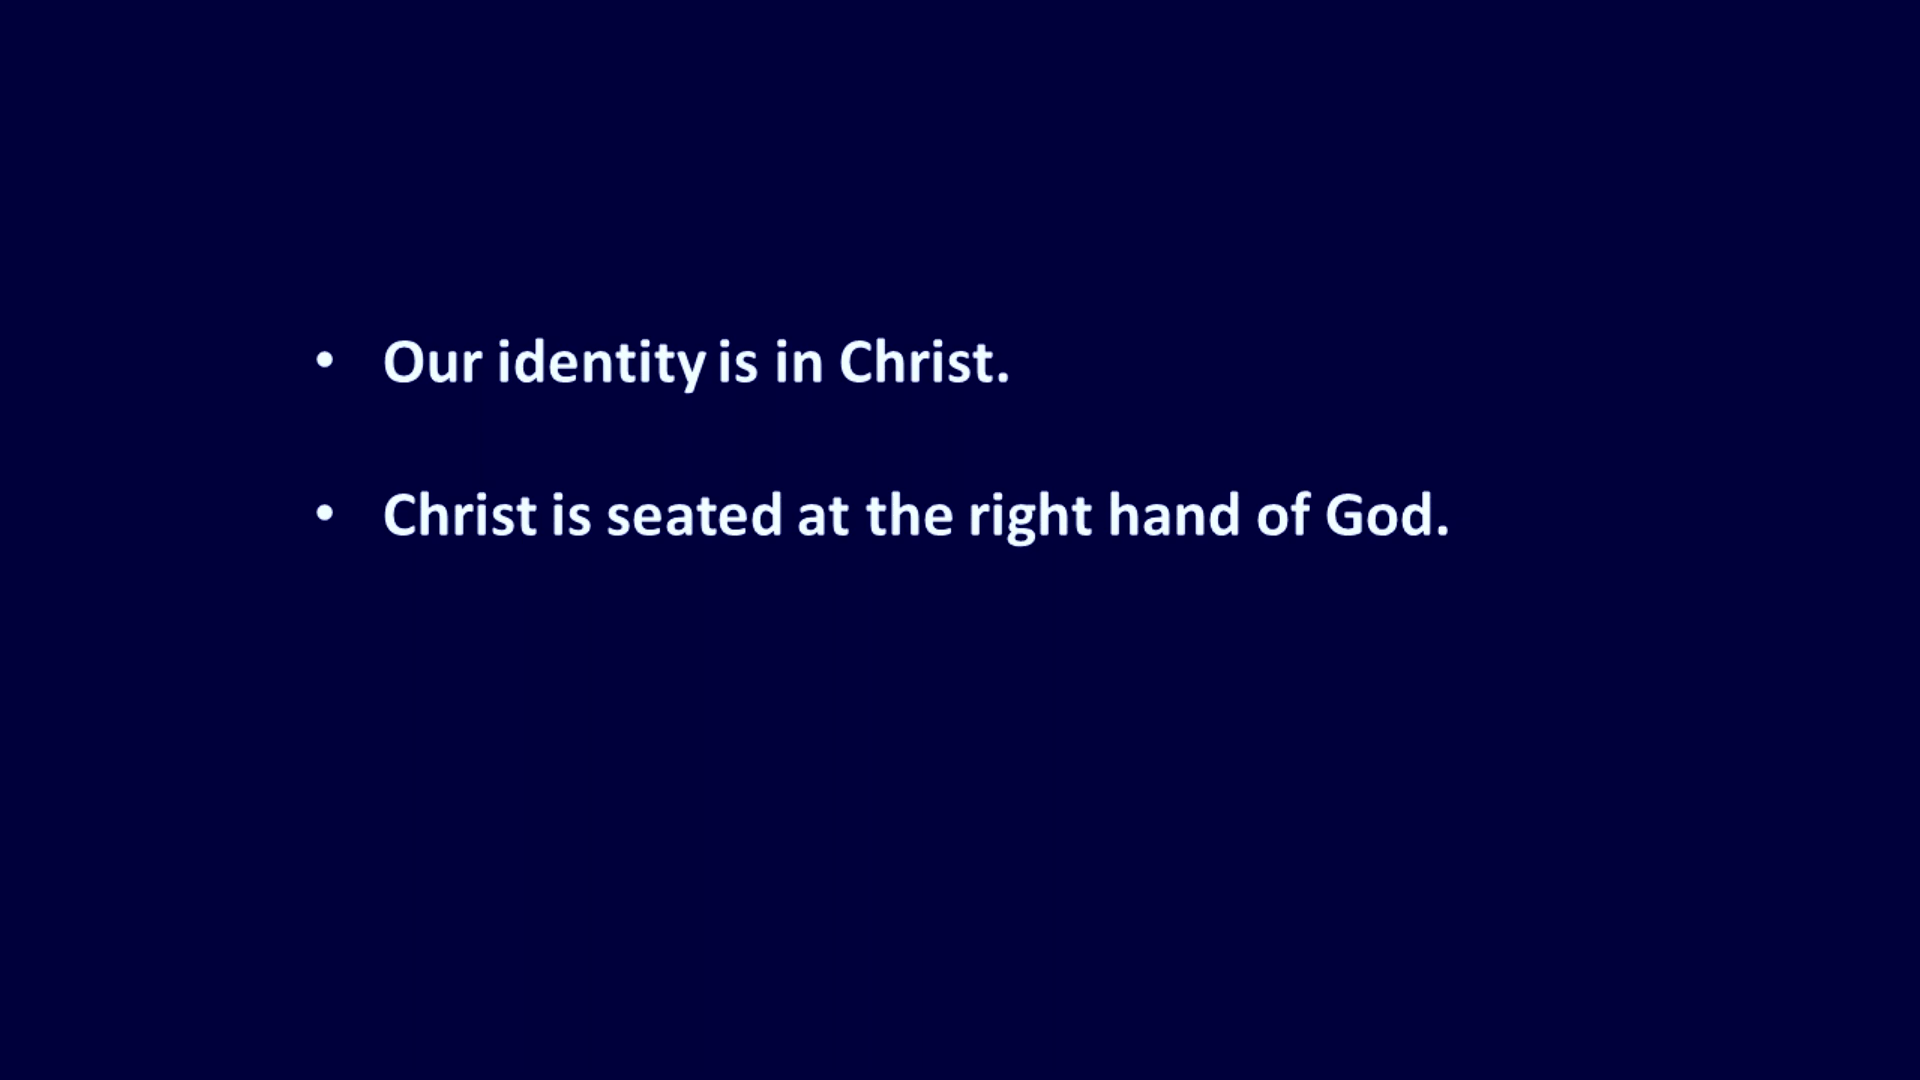 • Our identity is in Christ.
• Christ is seated at the right hand of God.